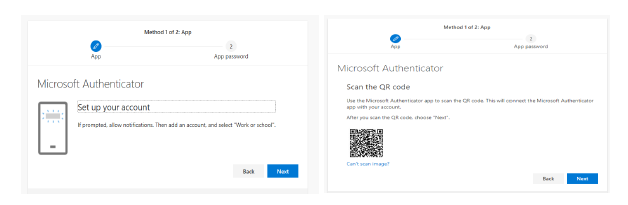 Method 1 of 2: App
2
App
App password
Microsoft Authenticator
Set up your account
If prompted, allow notifications. Then add an account, and select "Work or school".
Back
Next
Method 1 of 2: App
2
App
App password
Microsoft Authenticator
Scan the QR code
Use the Microsoft Authenticator app to scan the QR code. This will connect the Microsoft Authenticator
app with your account.
After you scan the QR code, choose "Next".
Can't scan image?
Back
Next